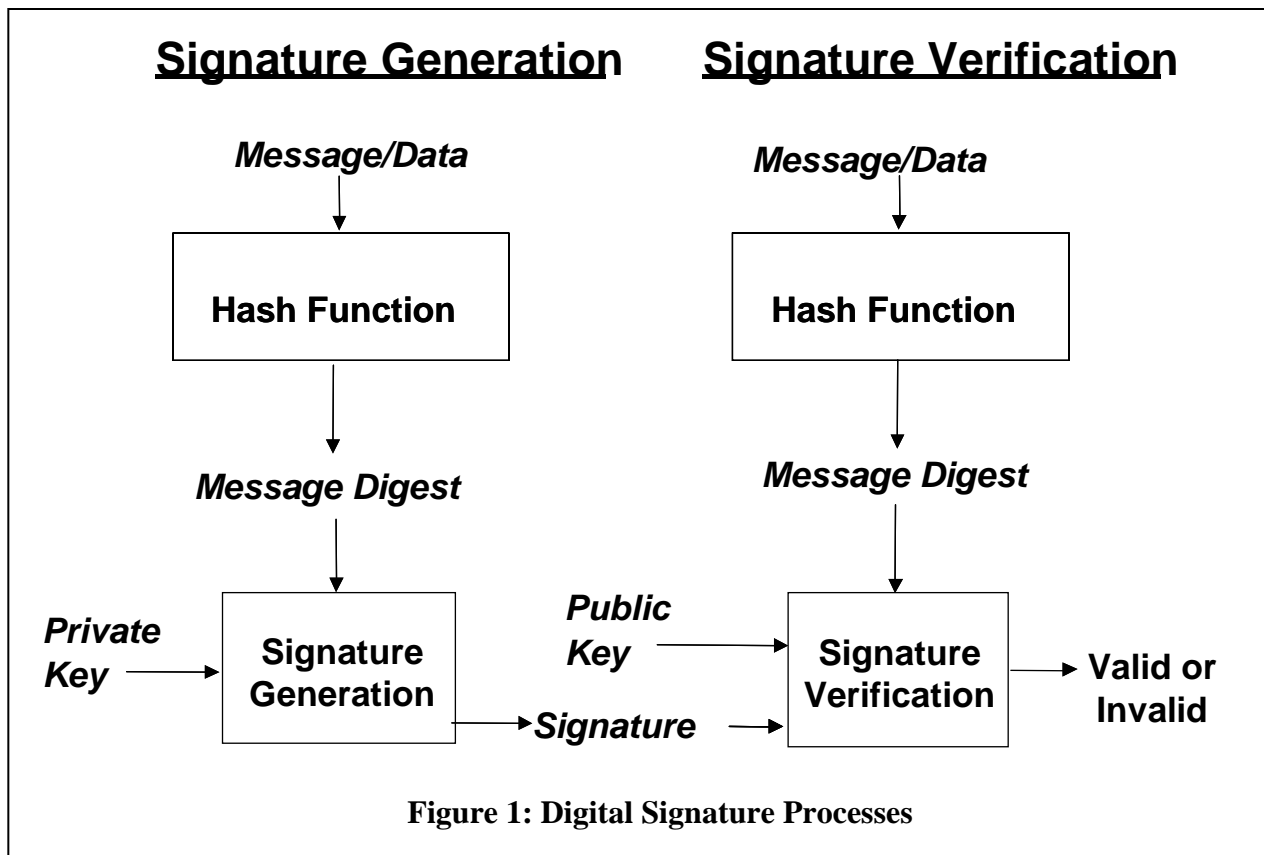 Signature Generation
Signature Verification
Message/Data
Message/Data
Hash Function
Hash Function
Message Digest
Message Digest
Private
Key
Signature
Generation
Public
Key
Signature
Signature
Verification
Valid or
Invalid
Figure 1: Digital Signature Processes